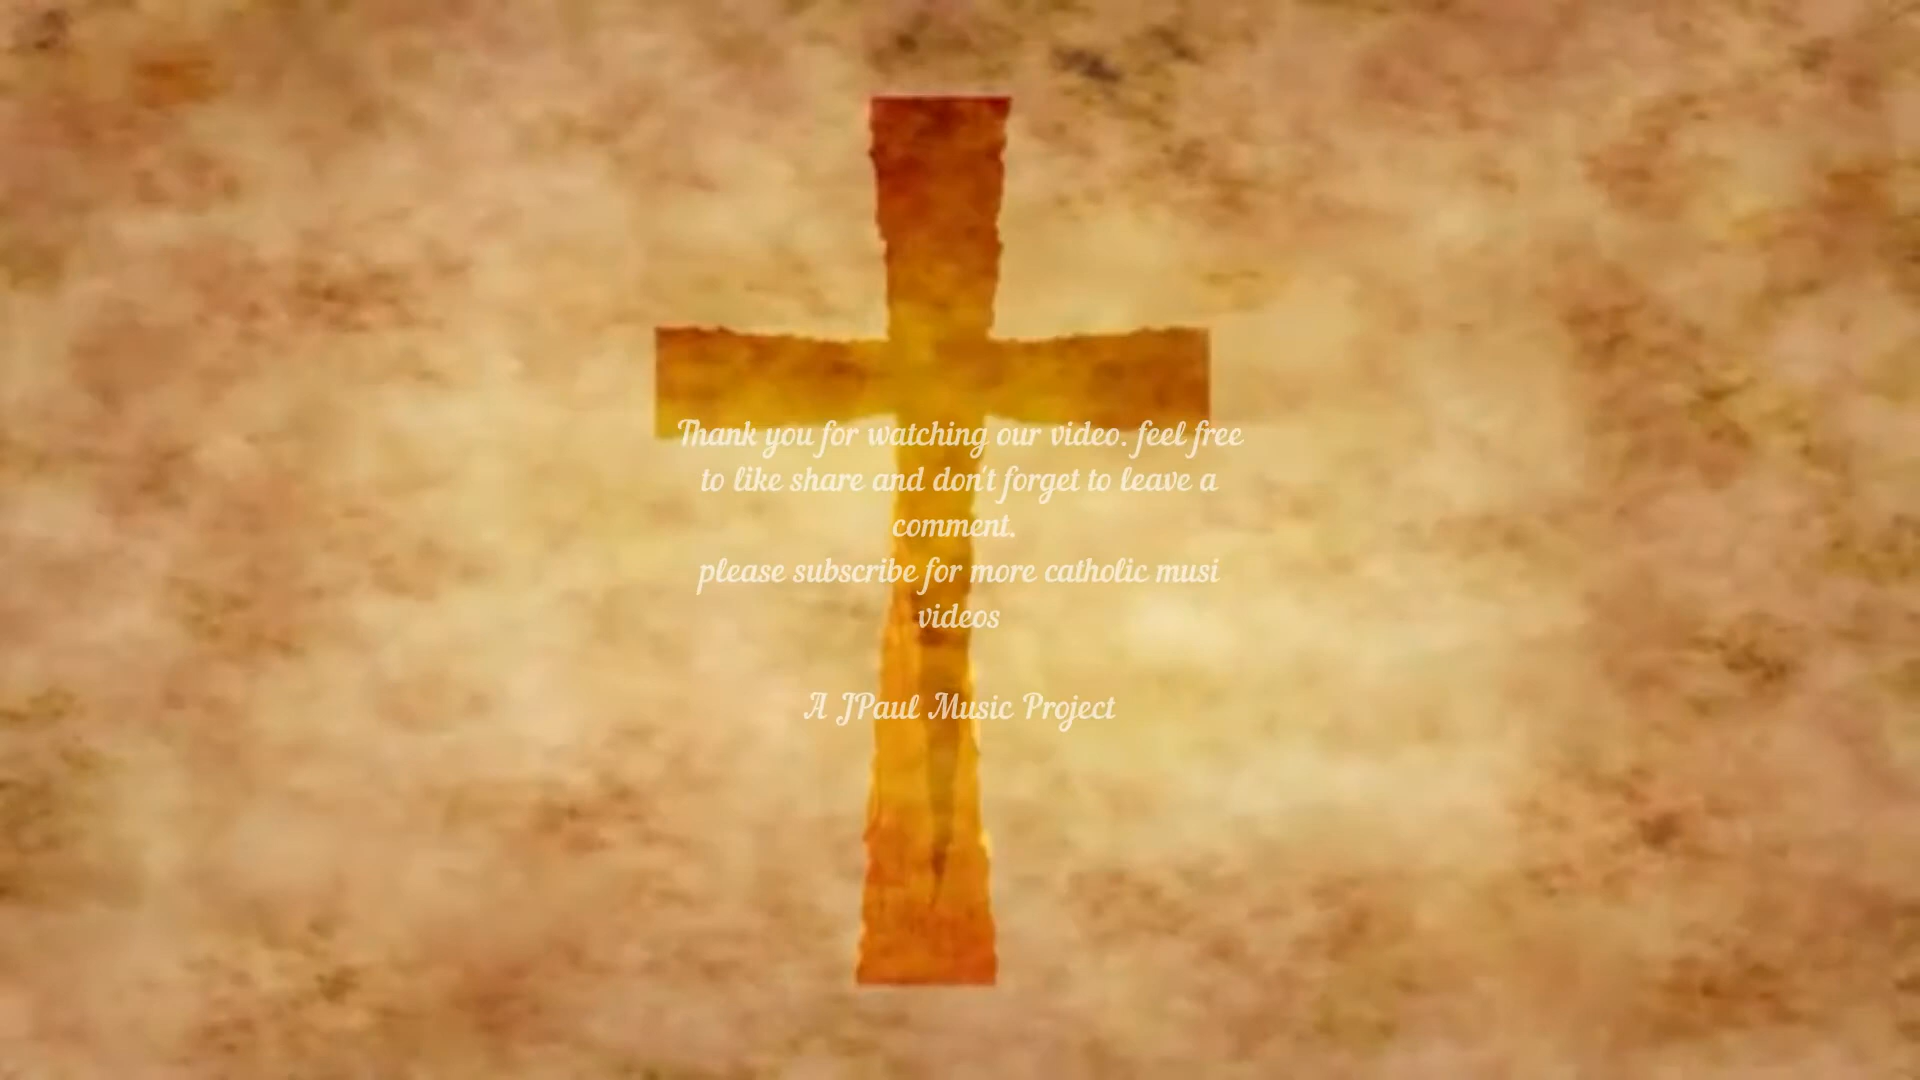 Thank you for watching our video. feel free
to like share and don't forget to leave a
comment.
please subscribe for more catholic musi
videos
A JPaul Music Project